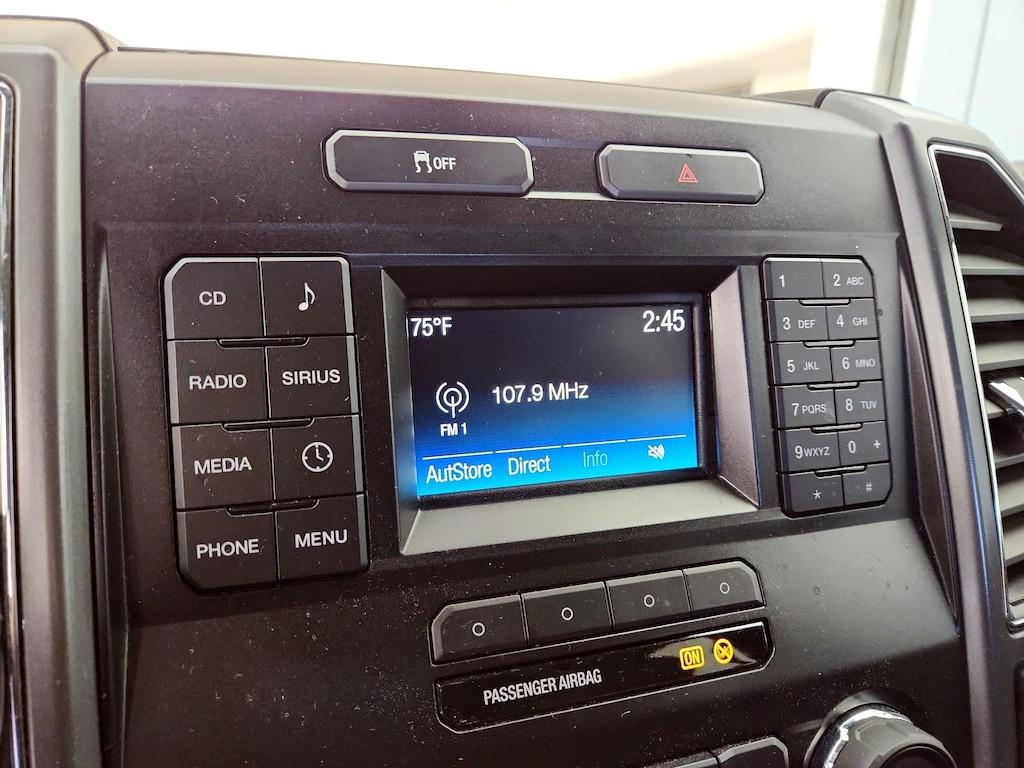 OFF
CD
RADIO SIRIUS
MEDIA
PHONE MENU
75°F 2:45
107.9 MHz
FM 1
AutStore Direct Info
1 2 ABC
3 DEF 4 GHI
5 JKL 6 MNO
7 PQRS 8 TUV
9 WXYZ 0 +
* #
PASSENGER AIRBAG ON